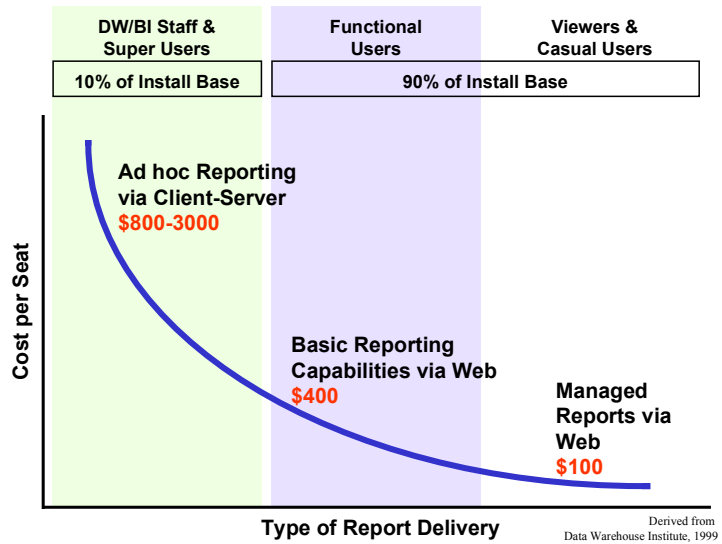 DW/BI Staff &
Super Users
Functional
Users
Viewers &
Casual Users
10% of Install Base
90% of Install Base
Ad hoc Reporting
via Client-Server
$800-3000
Cost per Seat
Basic Reporting
Capabilities via Web
$400
Managed
Reports via
Web
$100
Type of Report Delivery
Derived from
Data Warehouse Institute, 1999